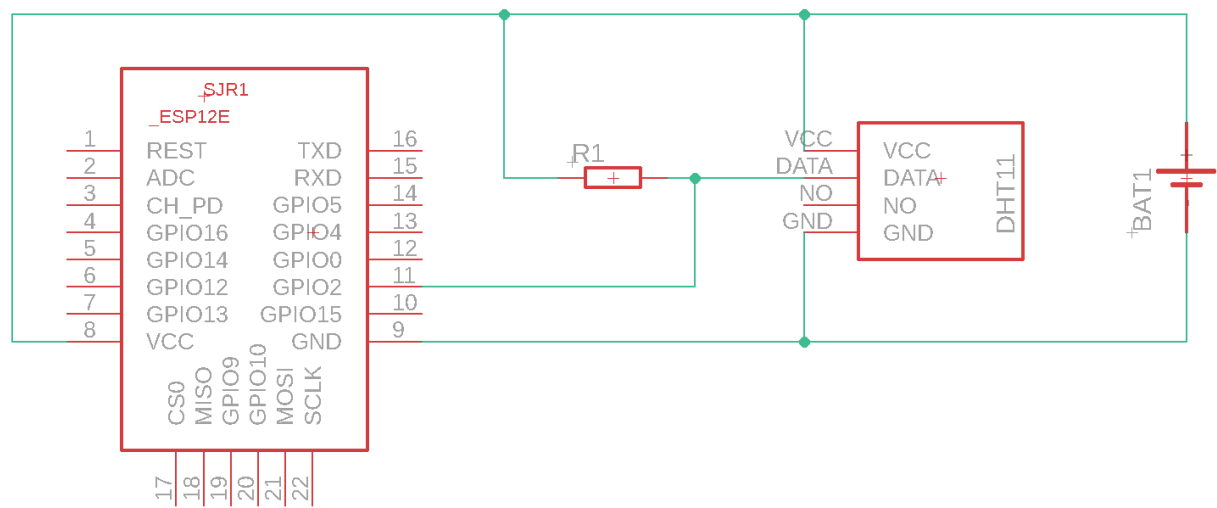 SJR1
_ESP12E
1 REST TXD 16
2 ADC RXD 15
3 CH_PD GPIO5 14
4 GPIO16 GPIO4 13
5 GPIO14 GPIO0 12
6 GPIO12 GPIO2 11
7 GPIO13 GPIO15 10
8 VCC GND 9
CS0
MISO
GPIO9
GPIO10
MOSI
SCLK
17
18
19
20
21
22
R1
VCC VCC
DATA DATA
NO NO
GND GND
DHT11
BAT1